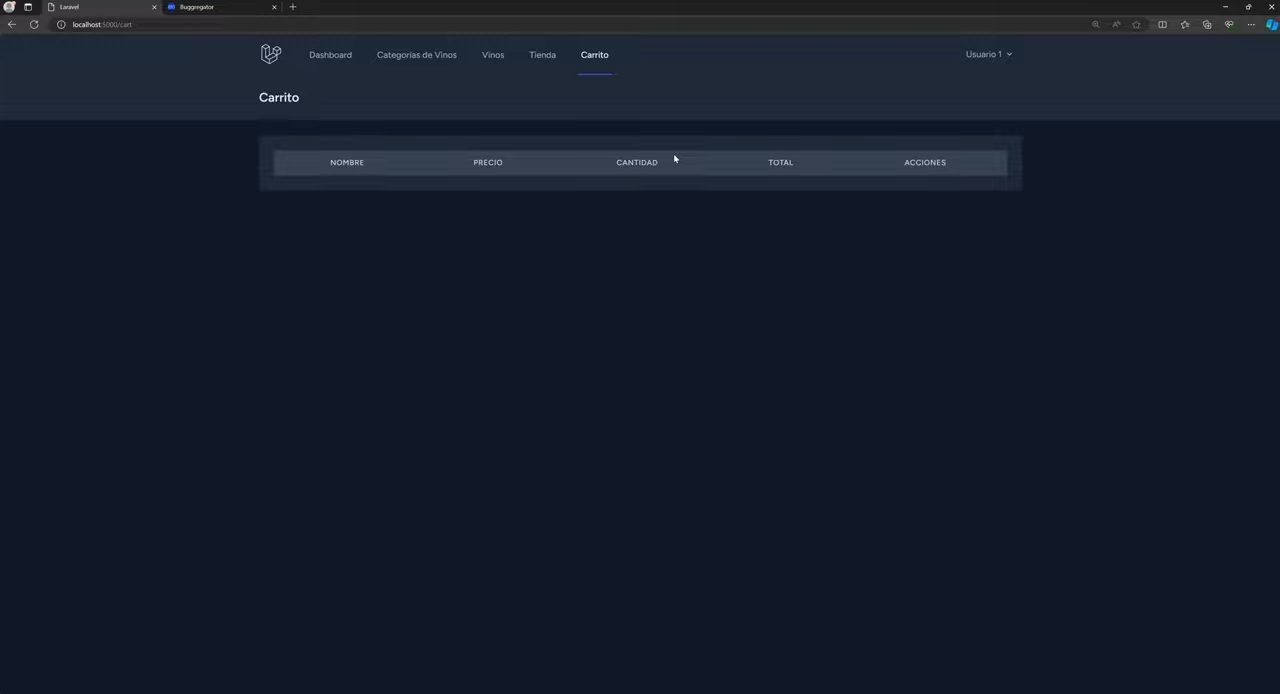 Laravel
Buggregator
localhost:5000/cart
Dashboard Categorías de Vinos Vinos Tienda Carrito Usuario 1
Carrito
NOMBRE PRECIO CANTIDAD TOTAL ACCIONES